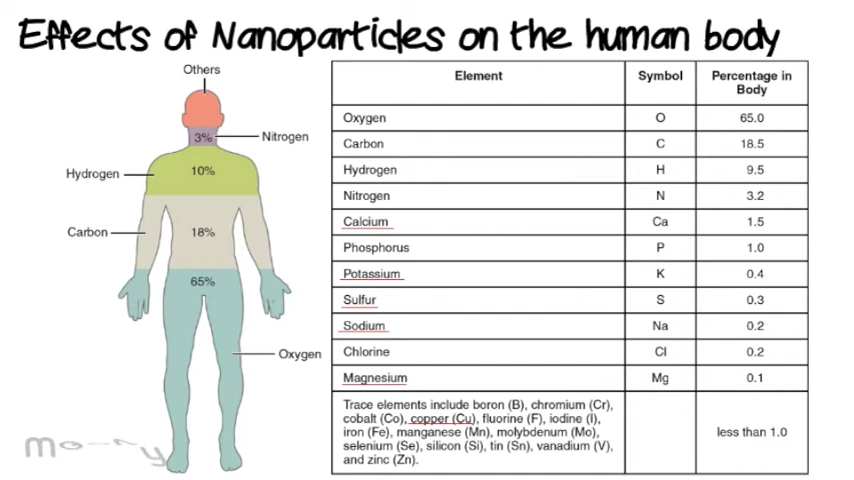 Effects of Nanoparticles on the human body
Others
3%
Nitrogen
Hydrogen
10%
Carbon
18%
65%
Oxygen
Element Symbol Percentage in
Body
Oxygen O 65.0
Carbon C 18.5
Hydrogen H 9.5
Nitrogen N 3.2
Calcium Ca 1.5
Phosphorus P 1.0
Potassium K 0.4
Sulfur S 0.3
Sodium Na 0.2
Chlorine Cl 0.2
Magnesium Mg 0.1
Trace elements include boron (B), chromium (Cr),
cobalt (Co), copper (Cu), fluorine (F), iodine (I),
iron (Fe), manganese (Mn), molybdenum (Mo),
selenium (Se), silicon (Si), tin (Sn), vanadium (V),
and zinc (Zn).
less than 1.0